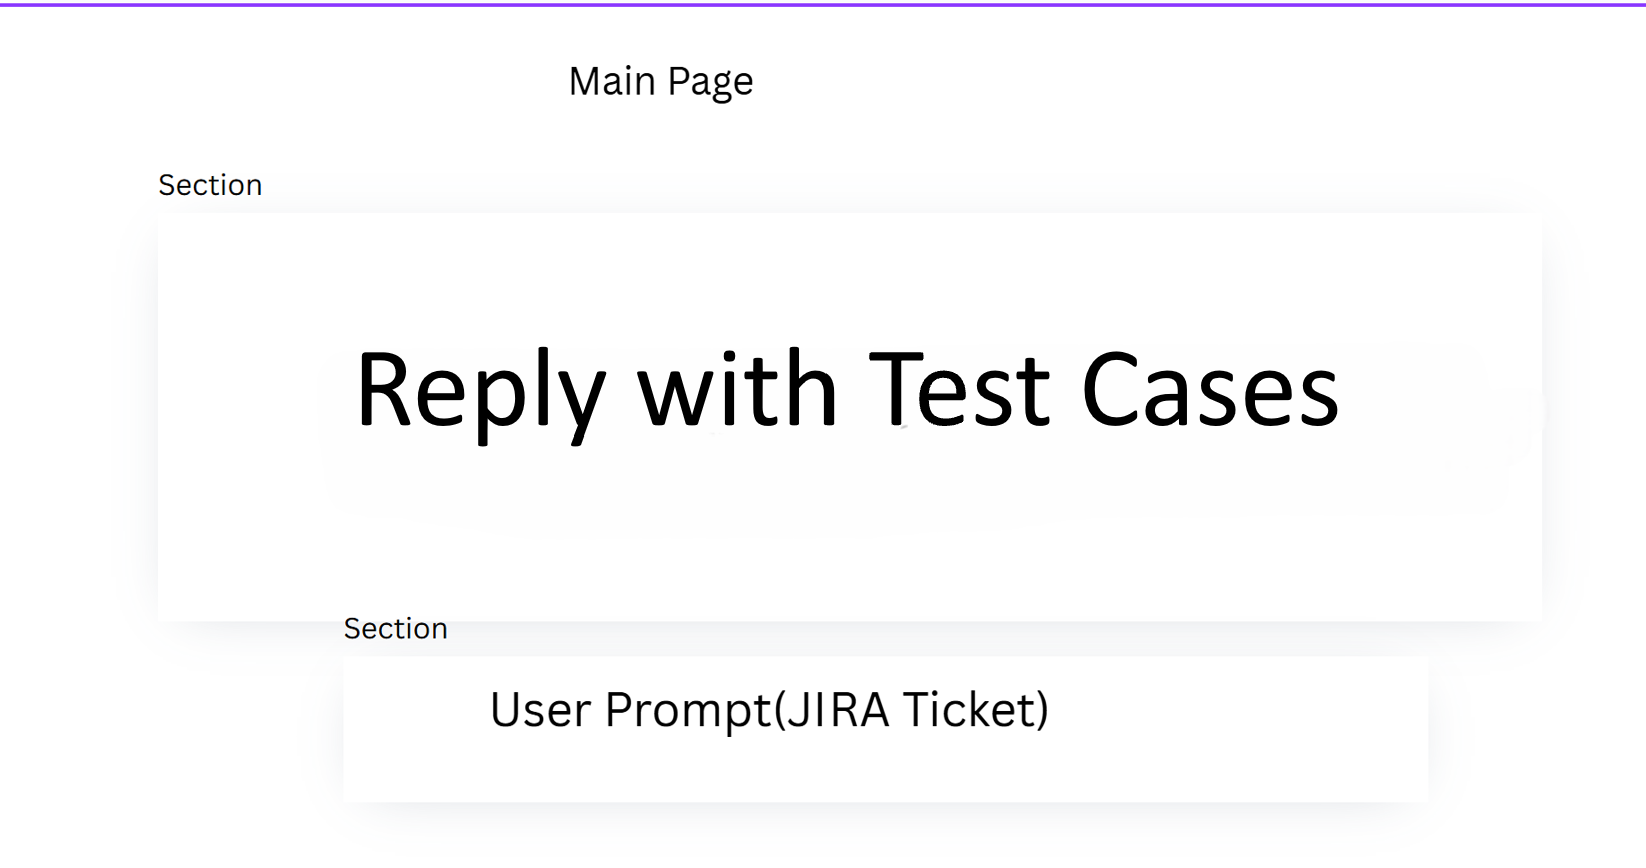 Main Page
Section
Reply with Test Cases
Section
User Prompt(JIRA Ticket)